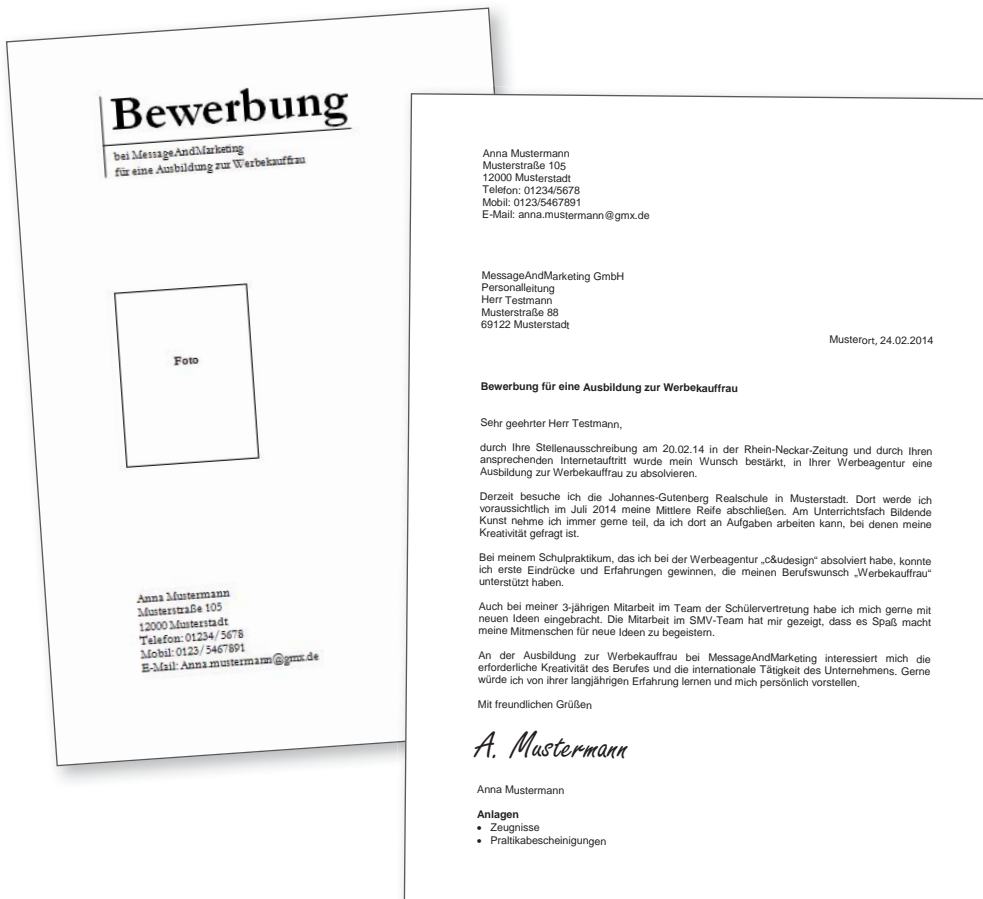 Bewerbung
bei MessageAndMarketing
für eine Ausbildung zur Werbekauffrau
Foto
Anna Mustermann
Musterstraße 105
12000 Musterstadt
Telefon: 01234/5678
Mobil: 0123/5467891
E-Mail: Anna.mustermann@gmx.de
Anna Mustermann
Musterstraße 105
12000 Musterstadt
Telefon: 01234/5678
Mobil: 0123/5467891
E-Mail: anna.mustermann@gmx.de
MessageAndMarketing GmbH
Personalleitung
Herr Testmann
Musterstraße 88
69122 Musterstadt
Musterort, 24.02.2014
Bewerbung für eine Ausbildung zur Werbekauffrau
Sehr geehrter Herr Testmann,
durch Ihre Stellenausschreibung am 20.02.14 in der Rhein-Neckar-Zeitung und durch Ihren
ansprechenden Internetauftritt wurde mein Wunsch bestärkt, in Ihrer Werbeagentur eine
Ausbildung zur Werbekauffrau zu absolvieren.
Derzeit besuche ich die Johannes-Gutenberg Realschule in Musterstadt. Dort werde ich
voraussichtlich im Juli 2014 meine Mittlere Reife abschließen. Am Unterrichtsfach Bildende
Kunst nehme ich immer gerne teil, da ich dort an Aufgaben arbeiten kann, bei denen meine
Kreativität gefragt ist.
Bei meinem Schulpraktikum, das ich bei der Werbeagentur „c&udesign“ absolviert habe, konnte
ich erste Eindrücke und Erfahrungen gewinnen, die meinen Berufswunsch „Werbekauffrau“
unterstützt haben.
Auch bei meiner 3-jährigen Mitarbeit im Team der Schülervertretung habe ich mich gerne mit
neuen Ideen eingebracht. Die Mitarbeit im SMV-Team hat mir gezeigt, dass es Spaß macht
meine Mitmenschen für neue Ideen zu begeistern.
An der Ausbildung zur Werbekauffrau bei MessageAndMarketing interessiert mich die
erforderliche Kreativität des Berufes und die internationale Tätigkeit des Unternehmens. Gerne
würde ich von ihrer langjährigen Erfahrung lernen und mich persönlich vorstellen.
Mit freundlichen Grüßen
A. Mustermann
Anna Mustermann
Anlagen
• Zeugnisse
• Praltikabescheinigungen